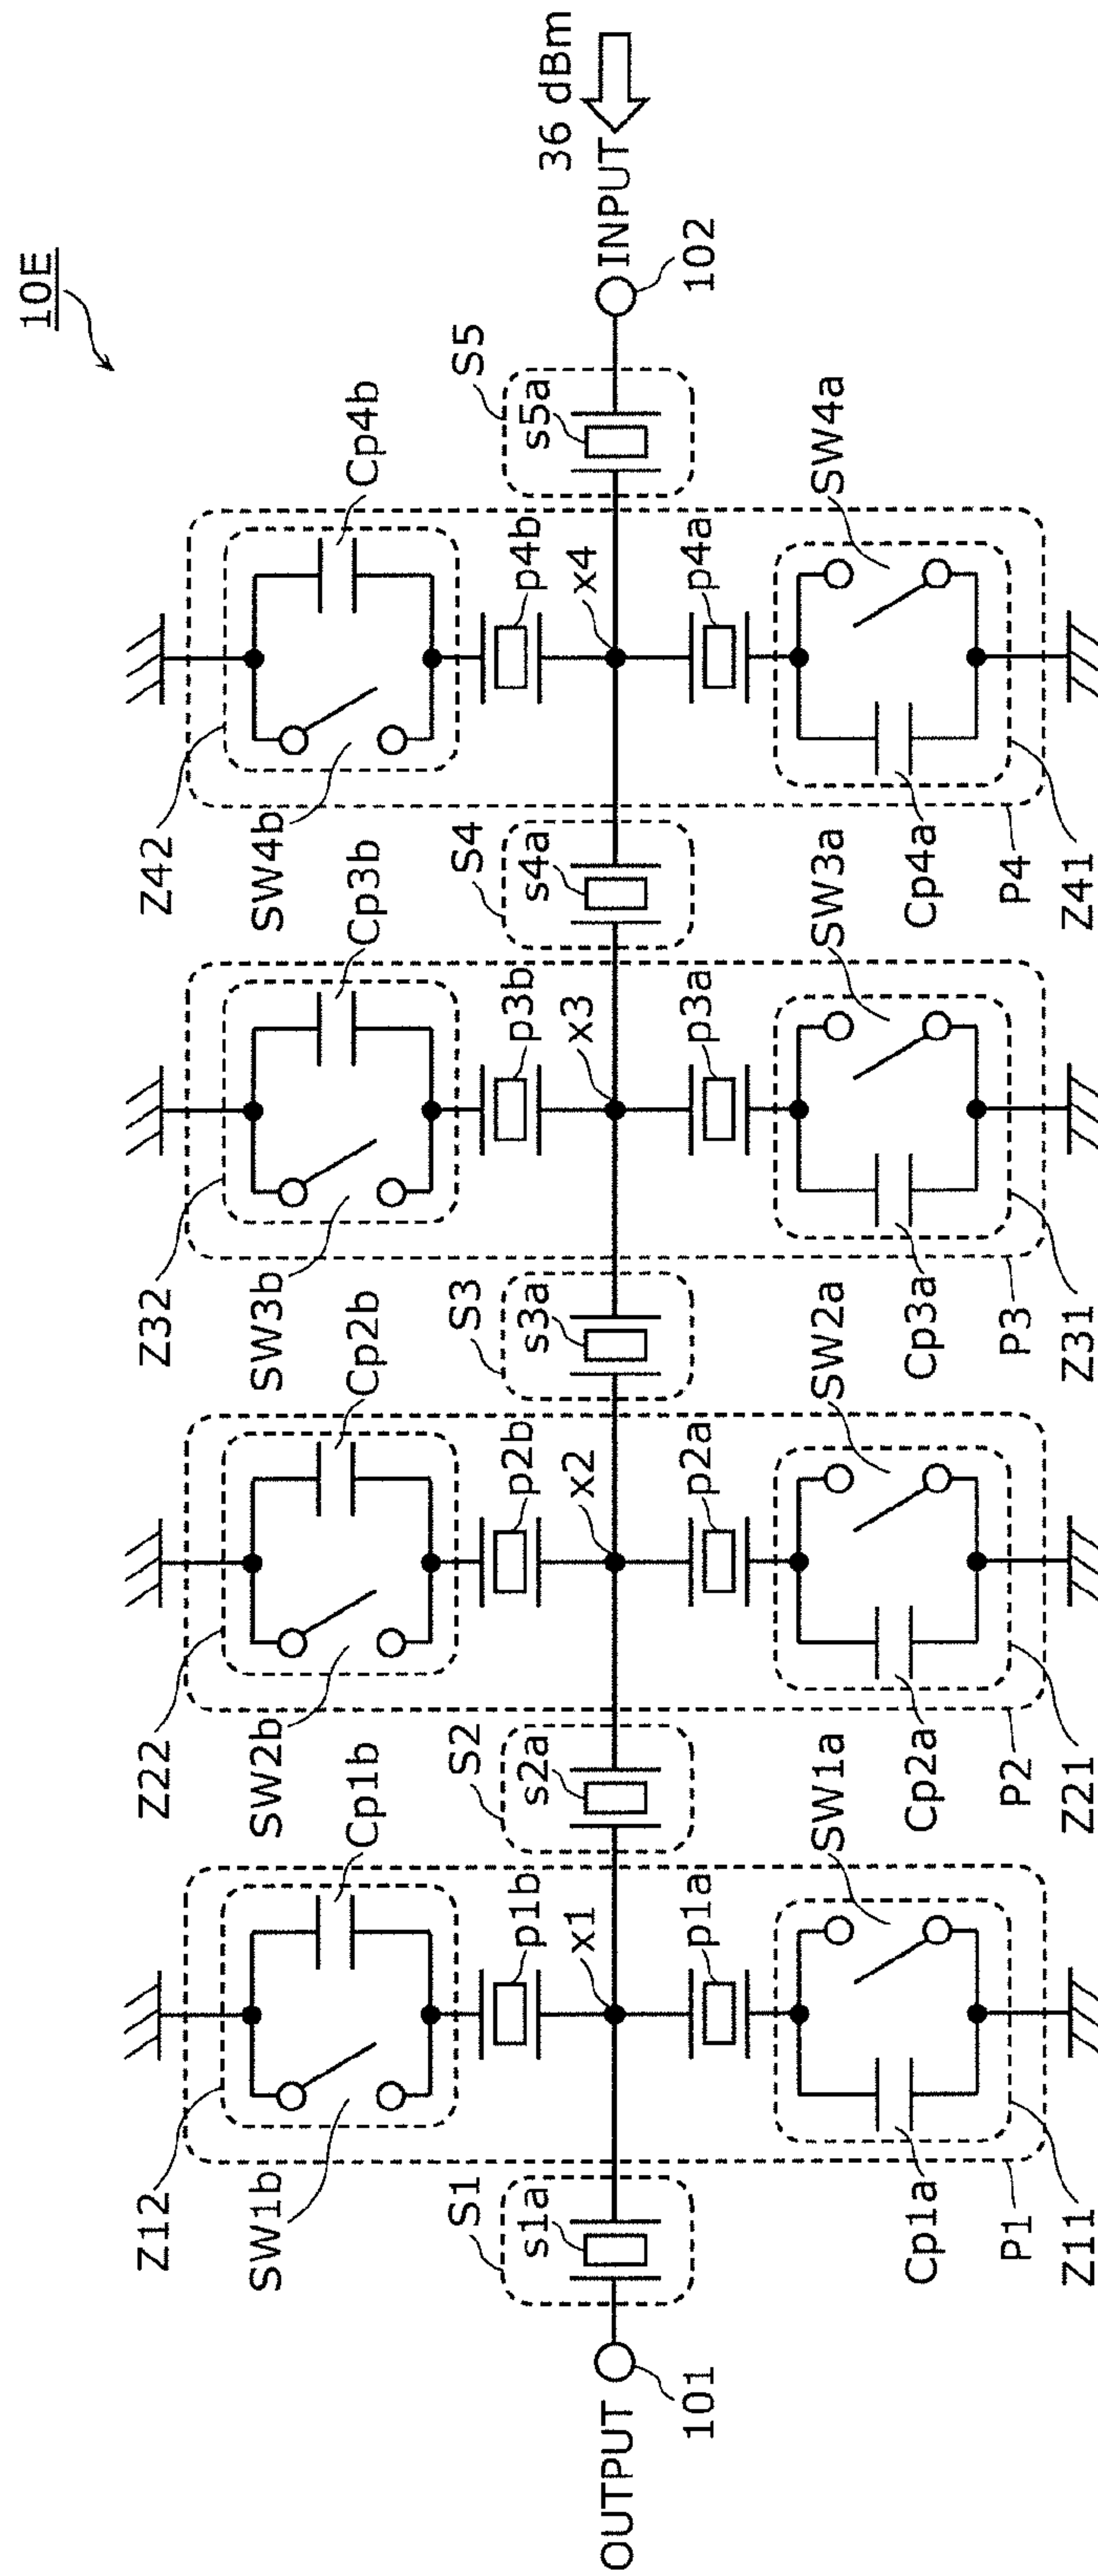 10E
Z12
Z22
Z32
Z42
SW1b
Cp1b
SW2b
Cp2b
SW3b
Cp3b
SW4b
Cp4b
S1
S2
S3
S4
S5
s1a
p1b
s2a
p2b
s3a
p3b
s4a
p4b
s5a
36 dBm
x1
x2
x3
x4
OUTPUT
INPUT
101
102
p1a
p2a
p3a
p4a
Cp1a
SW1a
Cp2a
SW2a
Cp3a
SW3a
Cp4a
SW4a
P1
P2
P3
P4
Z11
Z21
Z31
Z41